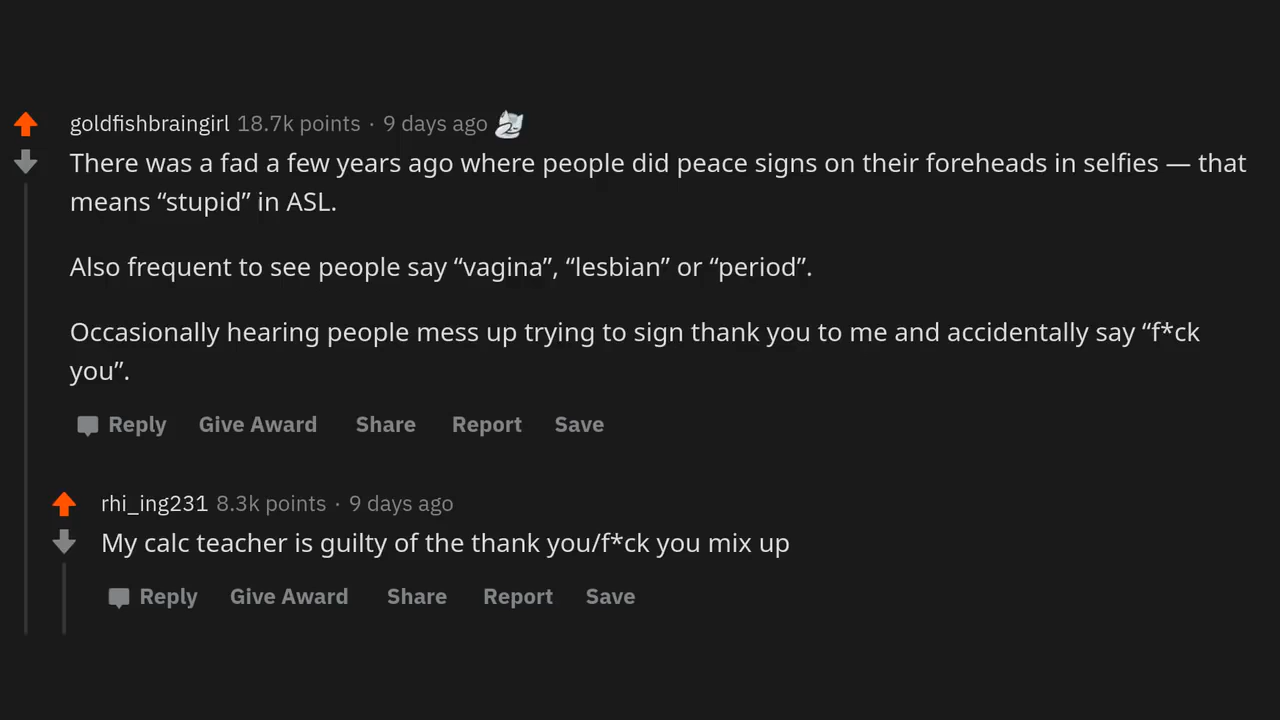 goldfishbraingirl 18.7k points · 9 days ago
There was a fad a few years ago where people did peace signs on their foreheads in selfies — that
means “stupid” in ASL.
Also frequent to see people say “vagina”, “lesbian” or “period”.
Occasionally hearing people mess up trying to sign thank you to me and accidentally say “f*ck
you”.
Reply Give Award Share Report Save
rhi_ing231 8.3k points · 9 days ago
My calc teacher is guilty of the thank you/f*ck you mix up
Reply Give Award Share Report Save